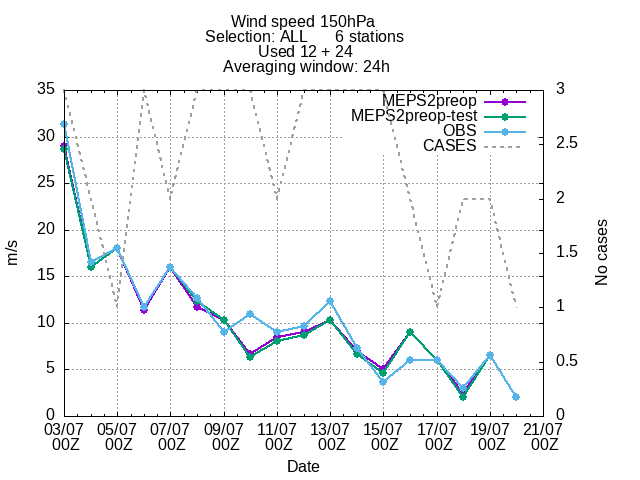 Wind speed 150hPa
Selection: ALL 6 stations
Used 12 + 24
Averaging window: 24h
35 3
MEPS2preop
MEPS2preop-test
OBS
CASES
30
2.5
25
2
20
1.5
15
1
10
0.5
5
0 0
m/s
No cases
03/07 05/07 07/07 09/07 11/07 13/07 15/07 17/07 19/07 21/07
00Z 00Z 00Z 00Z 00Z 00Z 00Z 00Z 00Z 00Z
Date